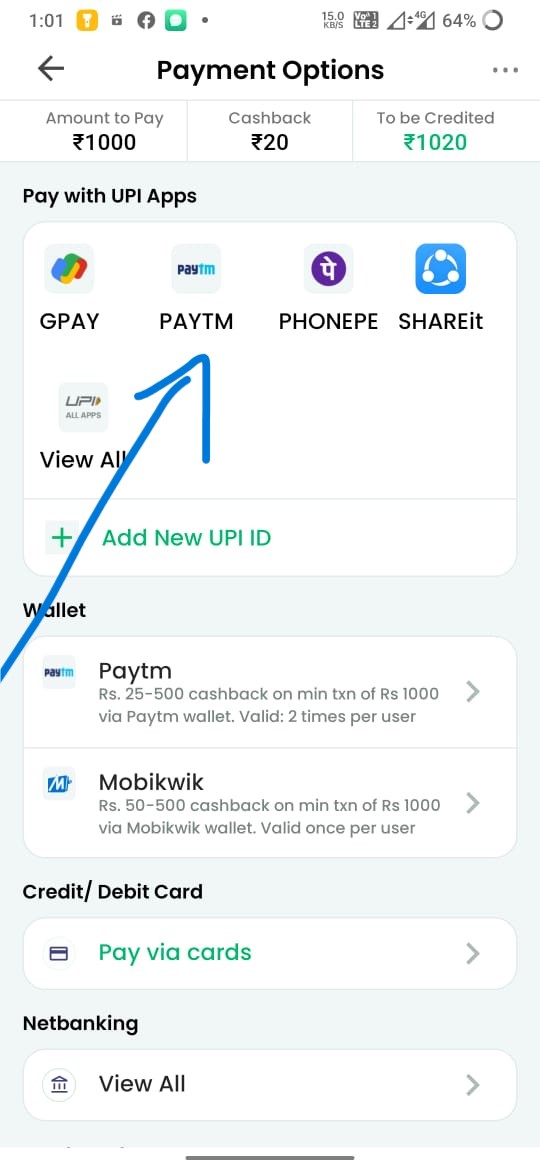 1:01
15.0 KB/S
Vo 1 LTE 2
4G
64%
Payment Options
Amount to Pay
₹1000
Cashback
₹20
To be Credited
₹1020
Pay with UPI Apps
paytm
पे
GPAY
PAYTM
PHONEPE
SHAREit
UPI
ALL APPS
View All
+ Add New UPI ID
Wallet
paytm
Paytm
Rs. 25-500 cashback on min txn of Rs 1000
via Paytm wallet. Valid: 2 times per user
Mobikwik
Rs. 50-500 cashback on min txn of Rs 1000
via Mobikwik wallet. Valid once per user
Credit/ Debit Card
Pay via cards
Netbanking
View All